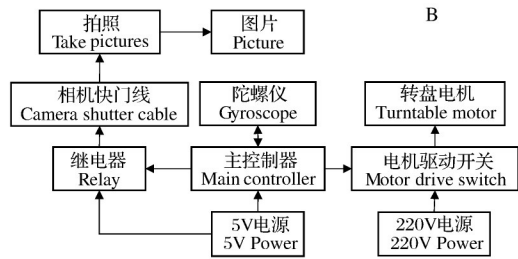 拍照
Take pictures
图片
Picture
B
相机快门线
Camera shutter cable
陀螺仪
Gyroscope
转盘电机
Turntable motor
继电器
Relay
主控制器
Main controller
电机驱动开关
Motor drive switch
5V电源
5V Power
220V电源
220V Power